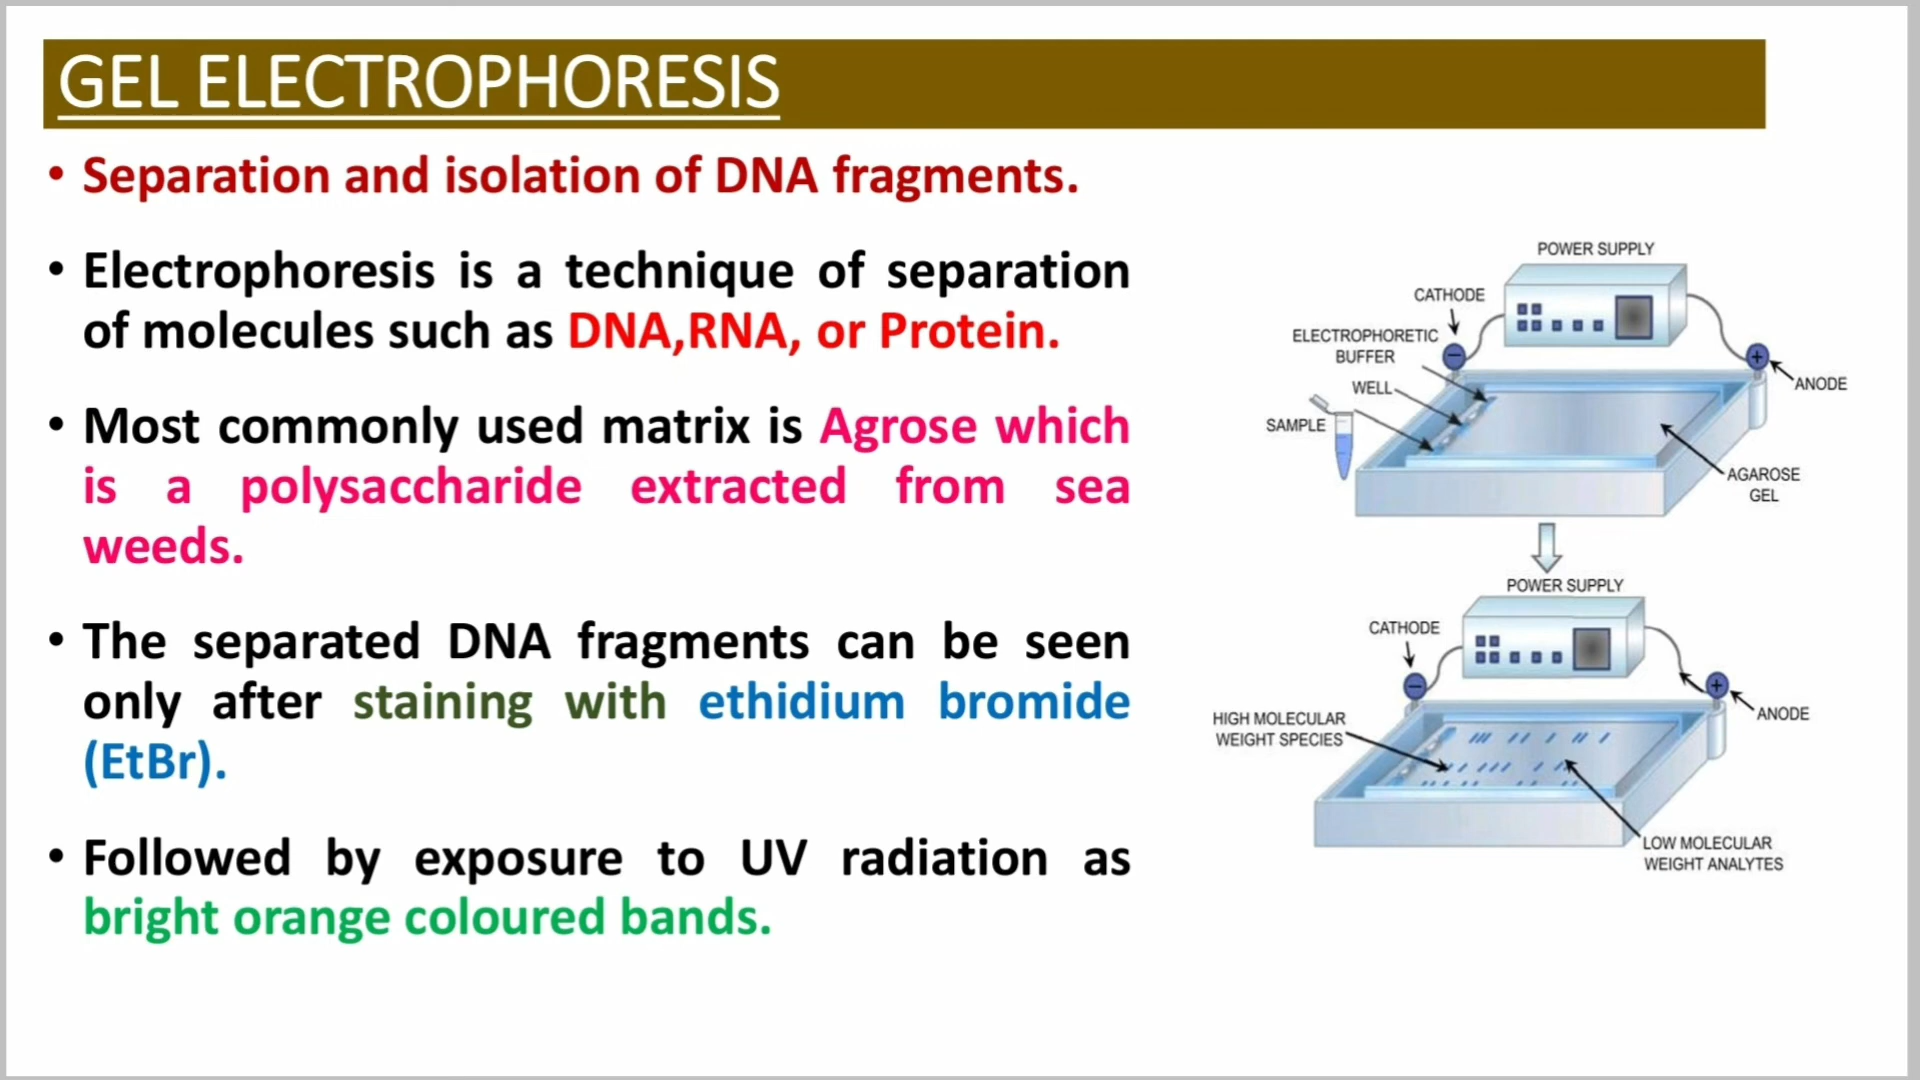 GEL ELECTROPHORESIS
• Separation and isolation of DNA fragments.
• Electrophoresis is a technique of separation
of molecules such as DNA,RNA, or Protein.
• Most commonly used matrix is Agrose which
is a polysaccharide extracted from sea
weeds.
• The separated DNA fragments can be seen
only after staining with ethidium bromide
(EtBr).
• Followed by exposure to UV radiation as
bright orange coloured bands.
POWER SUPPLY
CATHODE
ELECTROPHORETIC
BUFFER
WELL
SAMPLE
ANODE
AGAROSE
GEL
POWER SUPPLY
CATHODE
HIGH MOLECULAR
WEIGHT SPECIES
ANODE
LOW MOLECULAR
WEIGHT ANALYTES